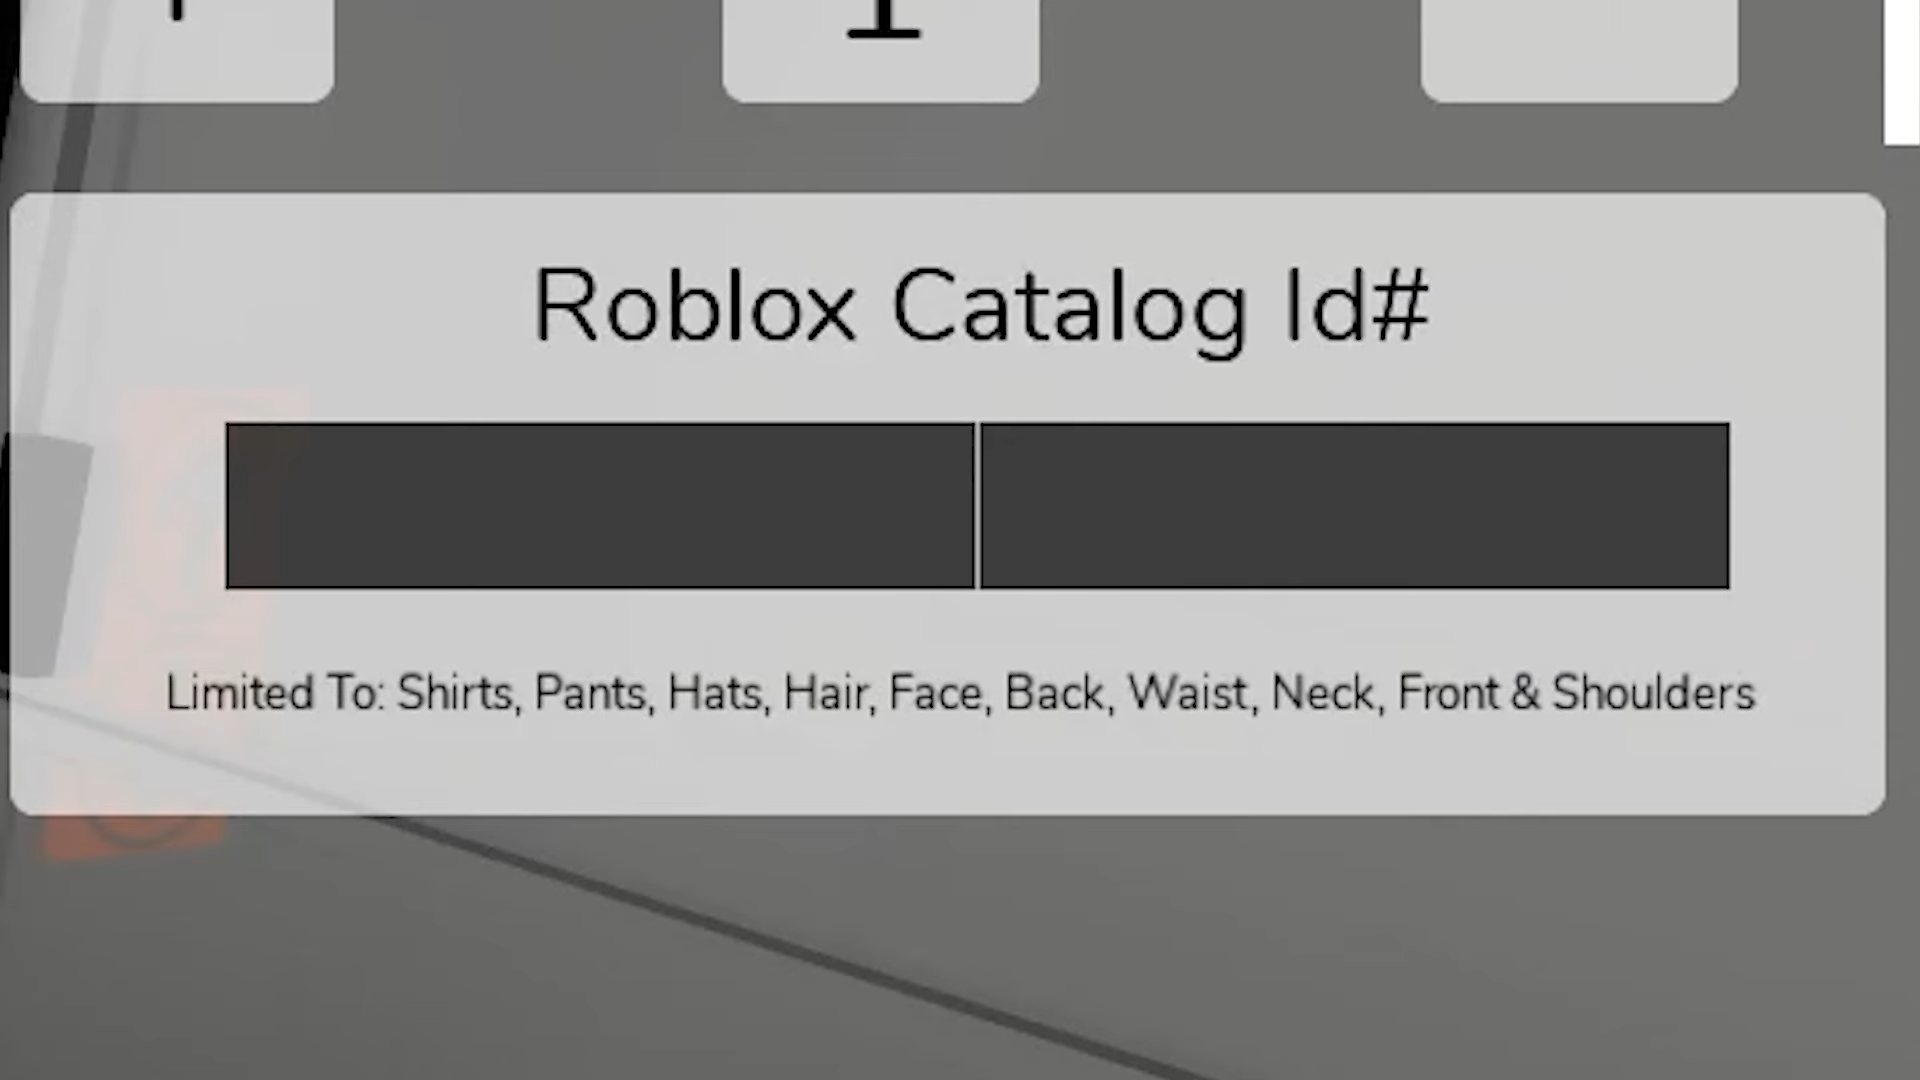 Roblox Catalog Id#
Limited To: Shirts, Pants, Hats, Hair, Face, Back, Waist, Neck, Front & Shoulders